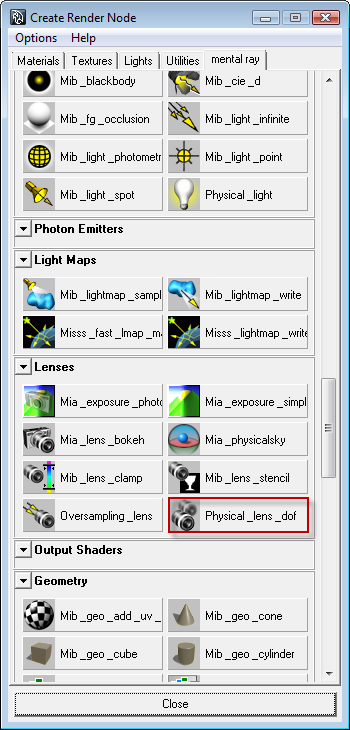 Create Render Node
Options Help
Materials Textures Lights Utilities mental ray
Mib _blackbody Mib _cie _d
Mib _fg _occlusion Mib _light _infinite
Mib _light _photometr Mib _light _point
Mib _light _spot Physical _light
Photon Emitters
Light Maps
Mib _lightmap _sampl Mib _lightmap _write
Misss _fast _lmap _ma Misss _lightmap _write
Lenses
Mia _exposure _photo Mia _exposure _simpl
Mia _lens _bokeh Mia _physicalsky
Mib _lens _clamp Mib _lens _stencil
Oversampling _lens Physical _lens _dof
Output Shaders
Geometry
Mib _geo _add _uv _ Mib _geo _cone
Mib _geo _cube Mib _geo _cylinder
Close